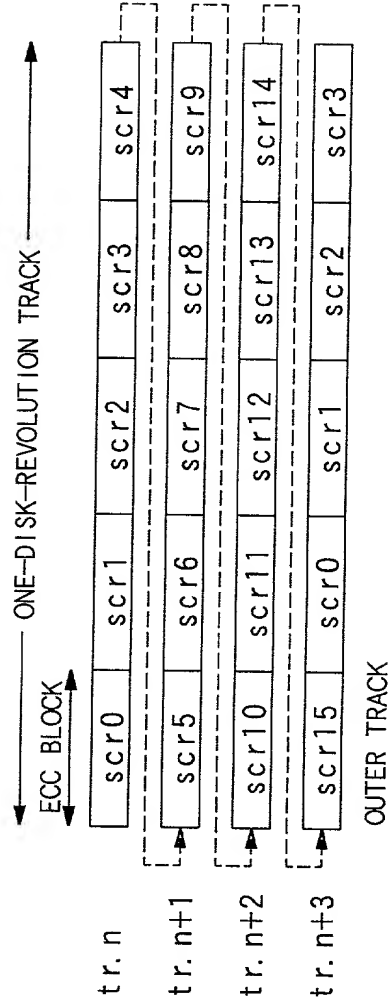 ONE-DISK-REVOLUTION TRACK
ECC BLOCK
tr. n scr0 scr1 scr2 scr3 scr4
tr. n+1 scr5 scr6 scr7 scr8 scr9
tr. n+2 scr10 scr11 scr12 scr13 scr14
tr. n+3 scr15 scr0 scr1 scr2 scr3
OUTER TRACK